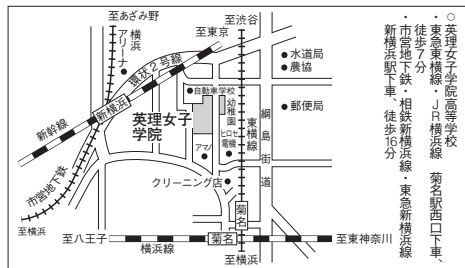 ○英理女子学院高等学校
・東急東横線・JR横浜線 菊名駅西口下車、
徒歩7分
・市営地下鉄・相鉄新横浜線・東急新横浜線
新横浜駅下車、徒歩16分
至あざみ野
至東京
至渋谷
横浜アリーナ
環状2号線
水道局
農協
自動車学校
幼稚園
郵便局
新横浜
新幹線
英理女子
学院
ヒロセ
電機
アマノ
東横線
綱島街道
市営地下鉄
クリーニング店
至横浜
菊名
至八王子
横浜線
菊名
至東神奈川
至横浜